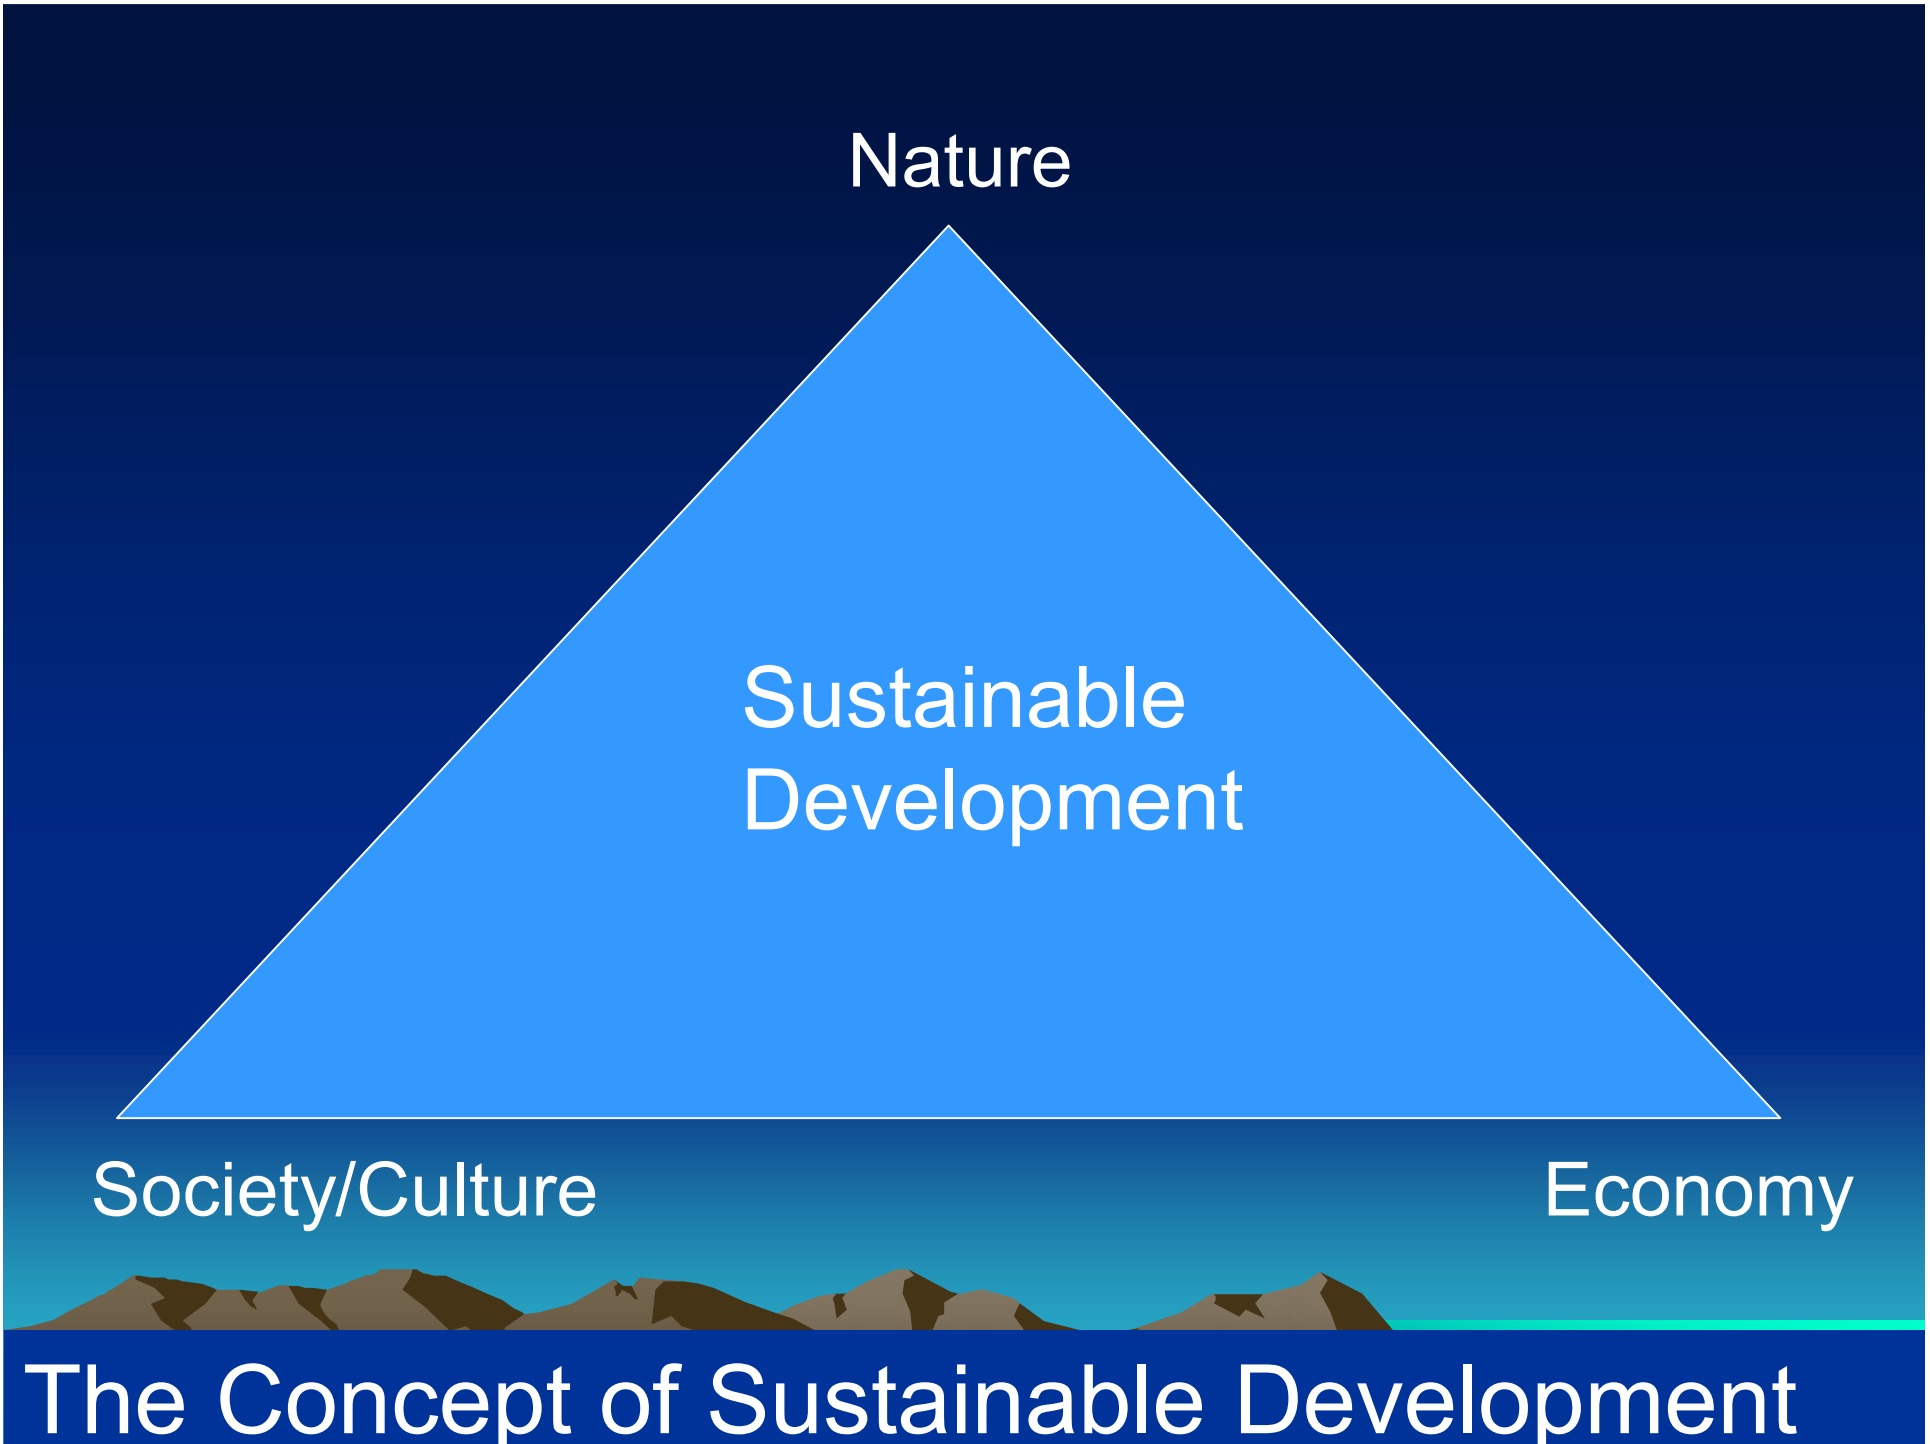 Nature
Sustainable
Development
Society/Culture
Economy
The Concept of Sustainable Development